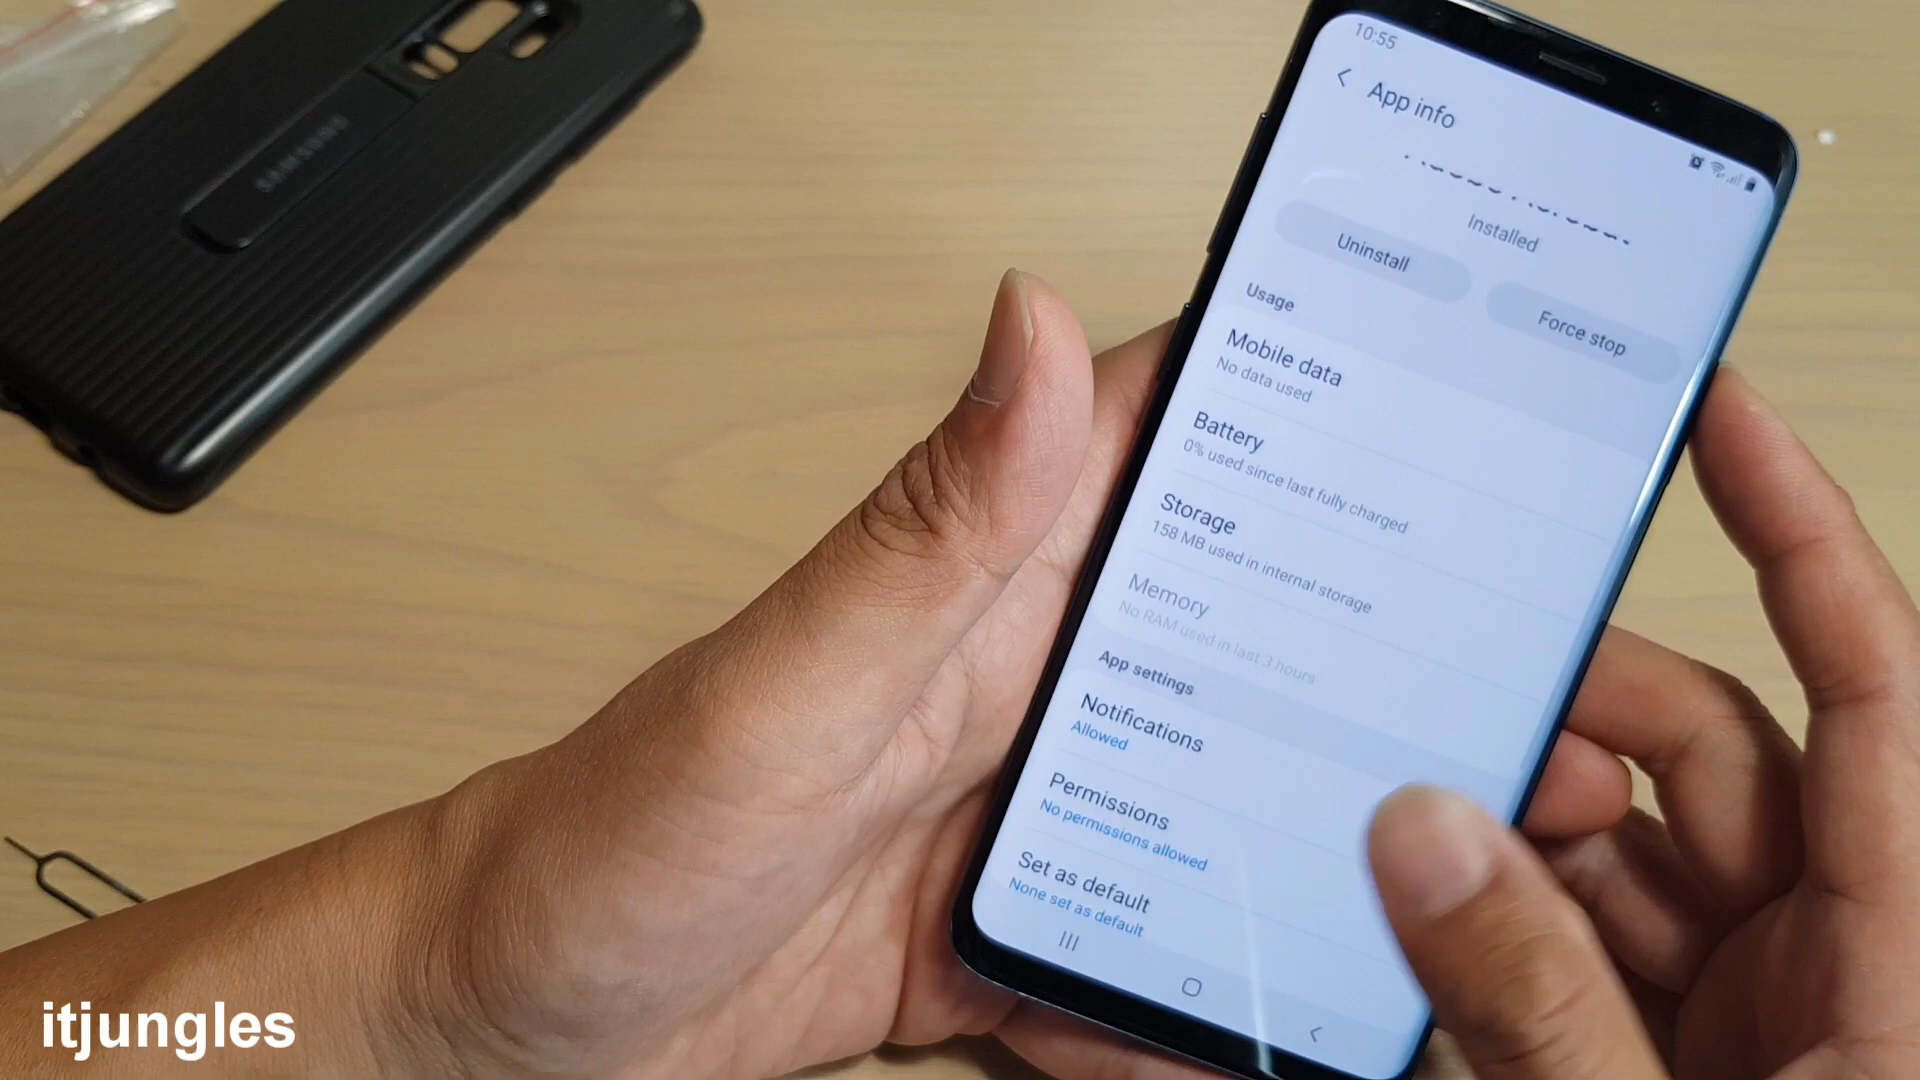 SAMSUNG
10:55
App info
Installed
Uninstall
Force stop
Usage
Mobile data
No data used
Battery
0% used since last fully charged
Storage
158 MB used in internal storage
Memory
No RAM used in last 3 hours
App settings
Notifications
Allowed
Permissions
No permissions allowed
Set as default
None set as default
itjungles